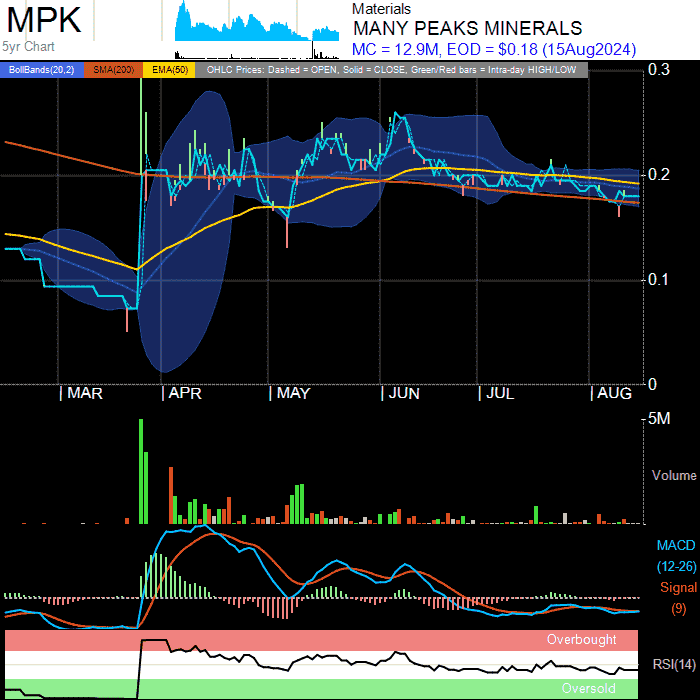 MPK
5yr Chart
Materials
MANY PEAKS MINERALS
MC = 12.9M, EOD = $0.18 (15Aug2024)
BollBands(20,2) SMA(200) EMA(50) OHLC Prices: Dashed = OPEN, Solid = CLOSE, Green/Red bars = Intra-day HIGH/LOW
0.3
0.2
0.1
0
| MAR | APR | MAY | JUN | JUL | AUG
5M
Volume
MACD
(12-26)
Signal
(9)
Overbought
RSI(14)
Oversold